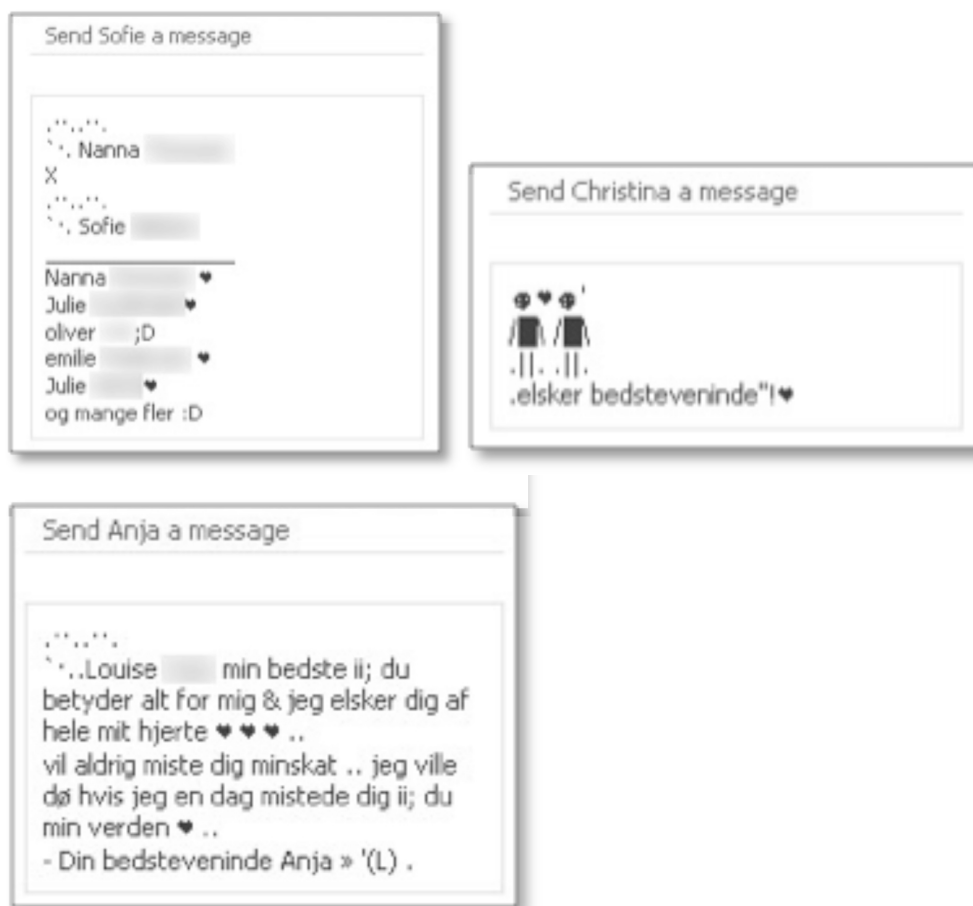 Send Sofie a message
.··..··.
`·. Nanna
X
.··..··.
`·. Sofie
Nanna ♥
Julie ♥
oliver ;D
emilie ♥
Julie ♥
og mange fler :D
Send Christina a message
.elsker bedsteveninde"!♥
Send Anja a message
.··..··.
`·..Louise min bedste ii; du
betyder alt for mig & jeg elsker dig af
hele mit hjerte ♥ ♥ ♥ ..
vil aldrig miste dig minskat .. jeg ville
dø hvis jeg en dag mistede dig ii; du
min verden ♥ ..
- Din bedsteveninde Anja » '(L) .